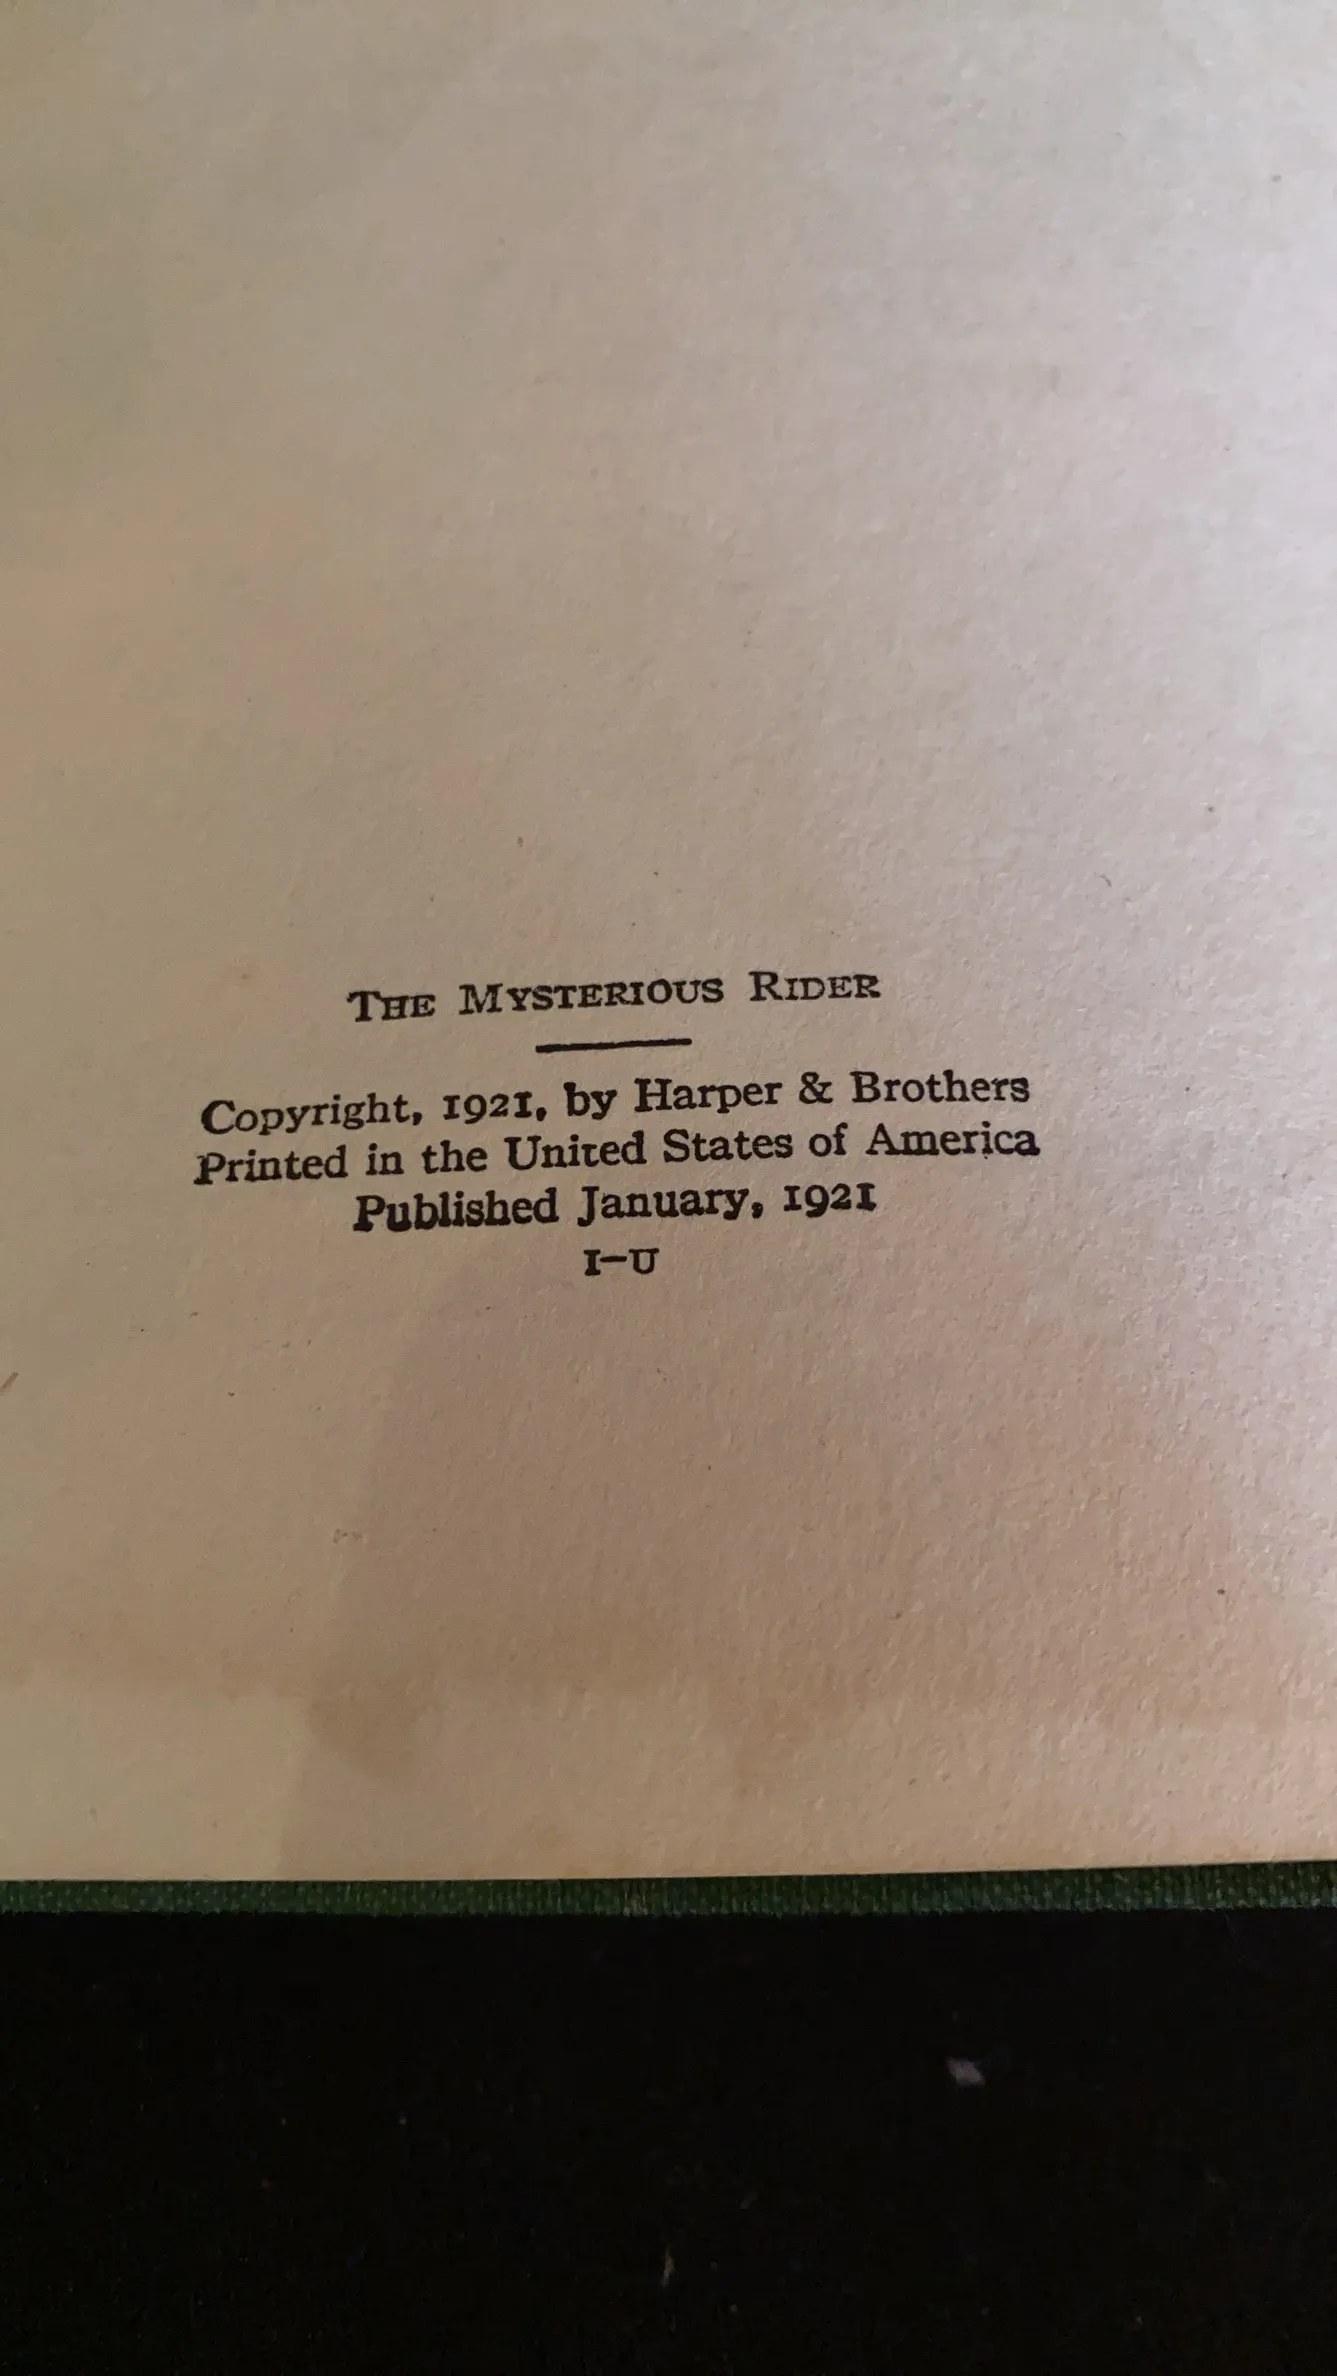 The Mysterious Rider
Copyright, 1921, by Harper & Brothers
Printed in the United States of America
Published January, 1921
I-U